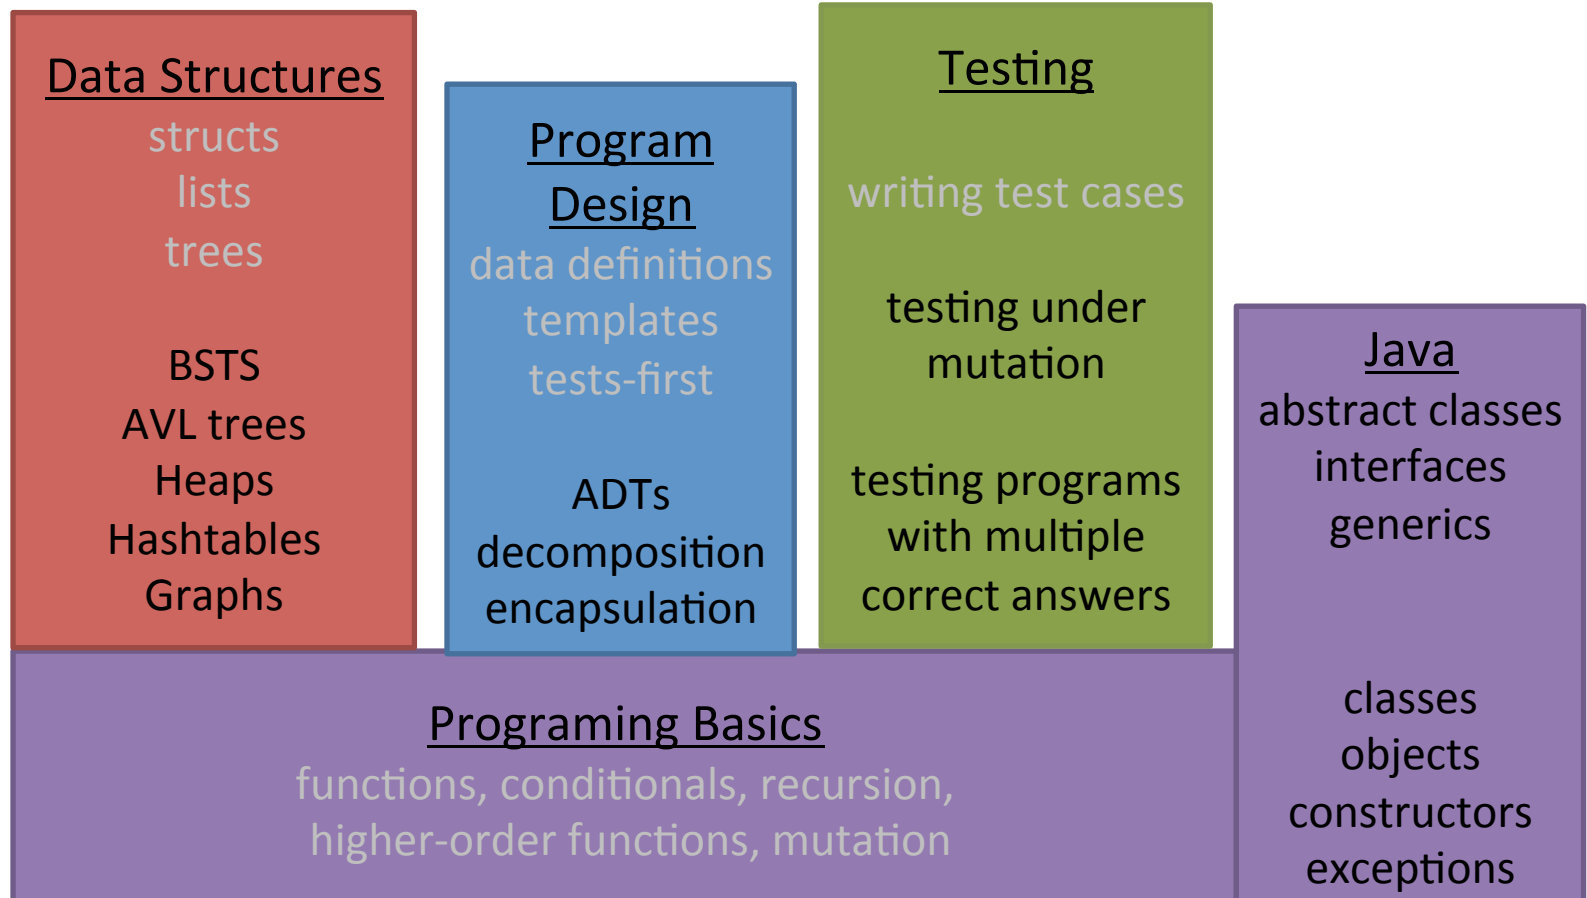 Data Structures
structs
lists
trees
BSTS
AVL trees
Heaps
Hashtables
Graphs
Program
Design
data definitions
templates
tests-first
ADTs
decomposition
encapsulation
Testing
writing test cases
testing under
mutation
testing programs
with multiple
correct answers
Java
abstract classes
interfaces
generics
classes
objects
constructors
exceptions
Programing Basics
functions, conditionals, recursion,
higher-order functions, mutation